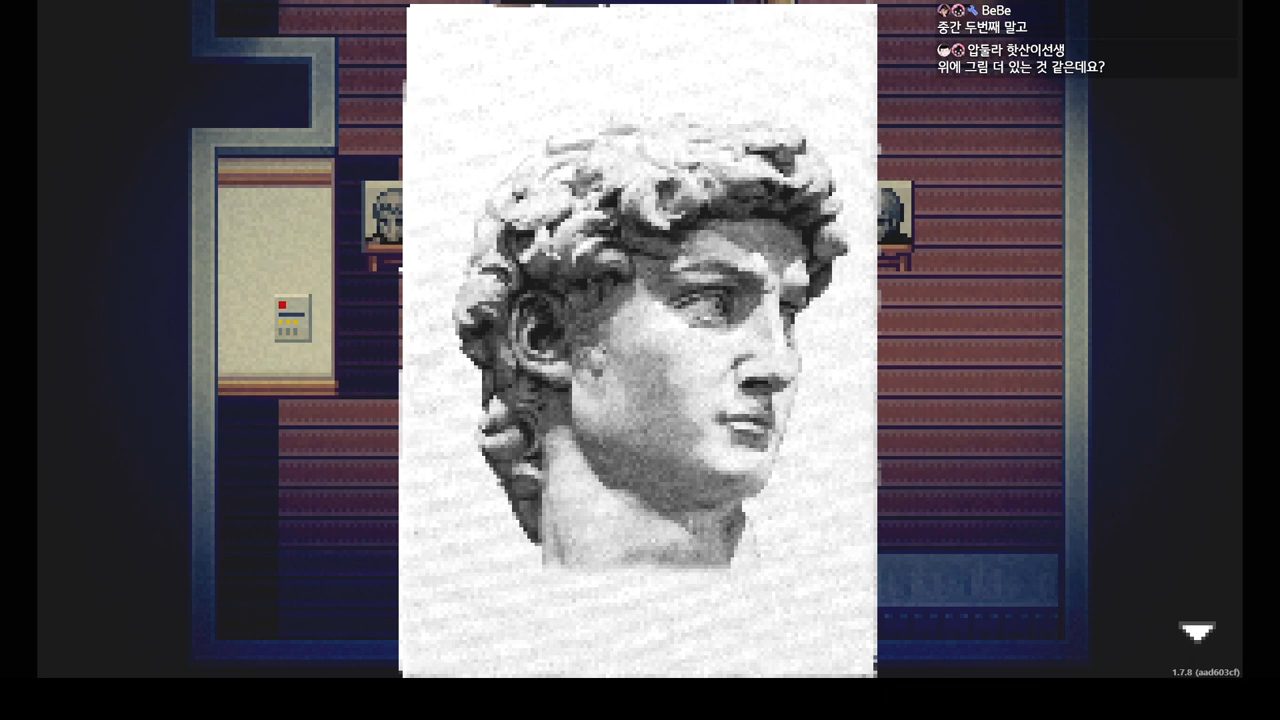 BeBe
중간 두번째 말고
압둘라 핫산이선생
위에 그림 더 있는 것 같은데요?
1.7.8 (aad603cf)